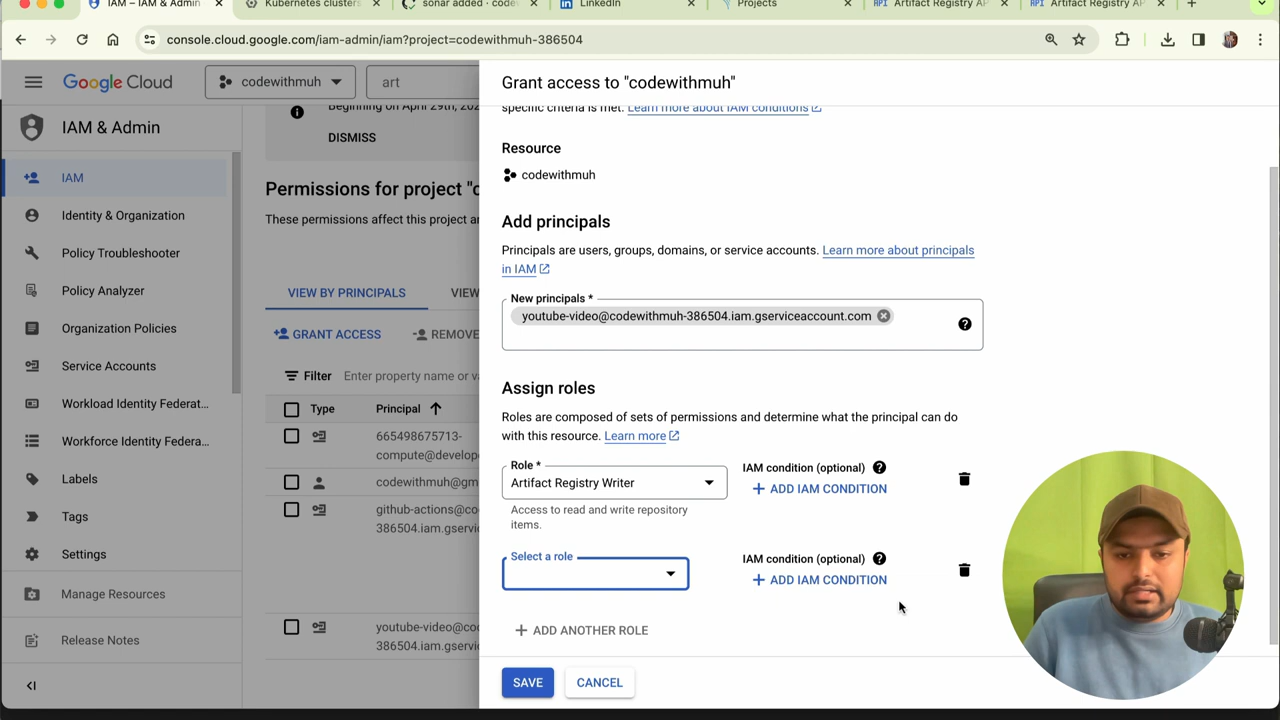 IAM – IAM & Admin
Kubernetes clusters
sonar added · code
LinkedIn
Projects
Artifact Registry AP
Artifact Registry AP
console.cloud.google.com/iam-admin/iam?project=codewithmuh-386504
Google Cloud
codewithmuh
art
IAM & Admin
IAM
Identity & Organization
Policy Troubleshooter
Policy Analyzer
Organization Policies
Service Accounts
Workload Identity Federat...
Workforce Identity Federa...
Labels
Tags
Settings
Manage Resources
Release Notes
Beginning on April 29th, 202
DISMISS
Permissions for project "c
These permissions affect this project an
VIEW BY PRINCIPALS
VIEW
GRANT ACCESS
REMOVE
Filter
Enter property name or va
Type
Principal
665498675713-
compute@develope
codewithmuh@gm
github-actions@cod
386504.iam.gservic
youtube-video@cod
386504.iam.gservic
Grant access to "codewithmuh"
specific criteria is met. Learn more about IAM conditions
Resource
codewithmuh
Add principals
Principals are users, groups, domains, or service accounts. Learn more about principals
in IAM
New principals *
youtube-video@codewithmuh-386504.iam.gserviceaccount.com
Assign roles
Roles are composed of sets of permissions and determine what the principal can do
with this resource. Learn more
Role *
Artifact Registry Writer
IAM condition (optional)
ADD IAM CONDITION
Access to read and write repository
items.
Select a role
IAM condition (optional)
ADD IAM CONDITION
ADD ANOTHER ROLE
SAVE
CANCEL